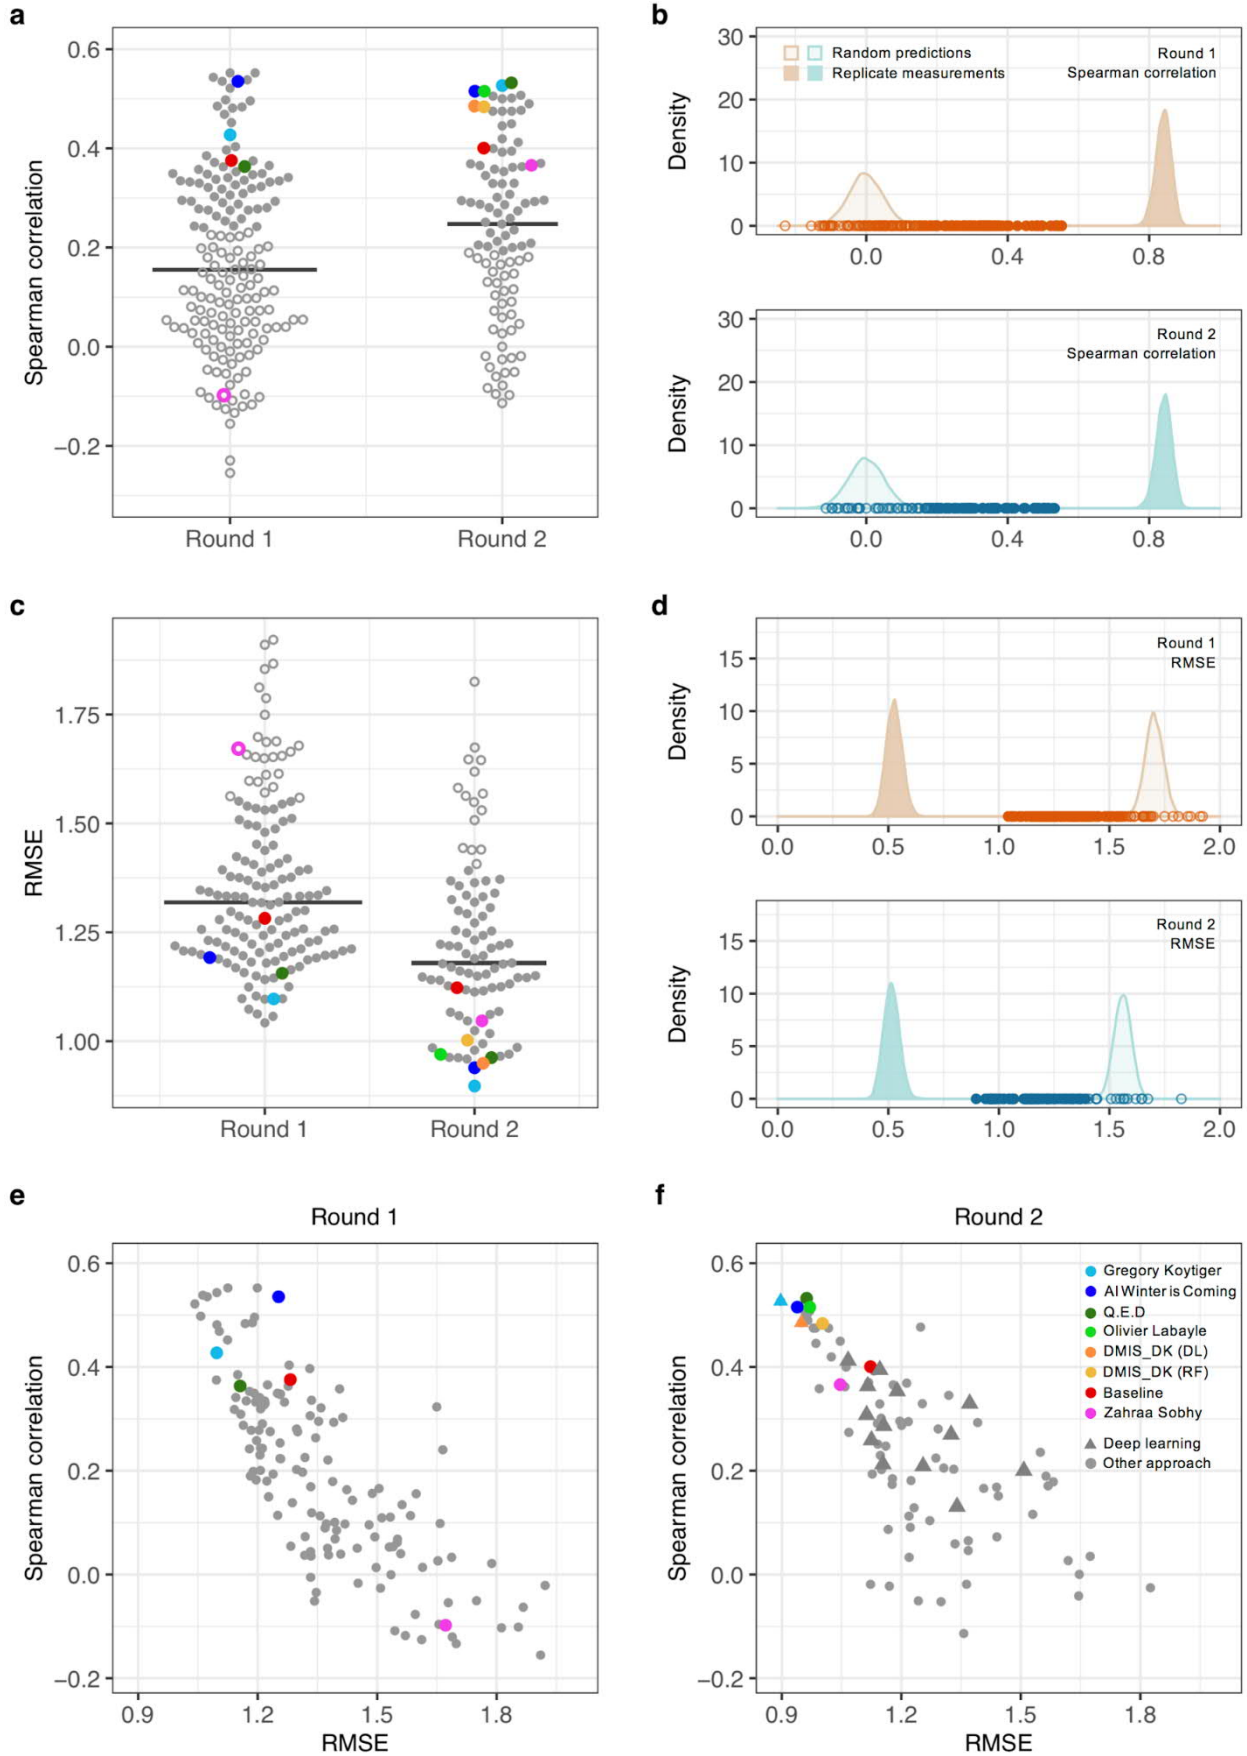 a
0.6
0.4
0.2
0.0
−0.2
Spearman correlation
Round 1
Round 2
b
30
20
10
0
Density
Random predictions
Replicate measurements
Round 1
Spearman correlation
0.0
0.4
0.8
30
20
10
0
Density
Round 2
Spearman correlation
0.0
0.4
0.8
c
1.75
1.50
1.25
1.00
RMSE
Round 1
Round 2
d
15
10
5
0
Density
Round 1
RMSE
0.0
0.5
1.0
1.5
2.0
15
10
5
0
Density
Round 2
RMSE
0.0
0.5
1.0
1.5
2.0
e
Round 1
0.6
0.4
0.2
0.0
−0.2
Spearman correlation
0.9
1.2
1.5
1.8
RMSE
f
Round 2
0.6
0.4
0.2
0.0
−0.2
Spearman correlation
Gregory Koytiger
AI Winter is Coming
Q.E.D
Olivier Labayle
DMIS_DK (DL)
DMIS_DK (RF)
Baseline
Zahraa Sobhy
Deep learning
Other approach
0.9
1.2
1.5
1.8
RMSE